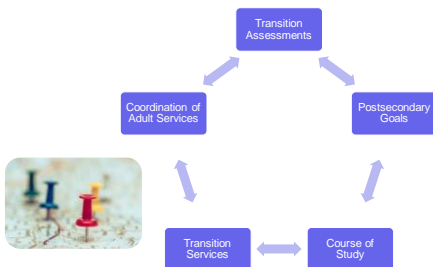 Transition
Assessments
Coordination of
Adult Services
Postsecondary
Goals
Transition
Services
Course of
Study